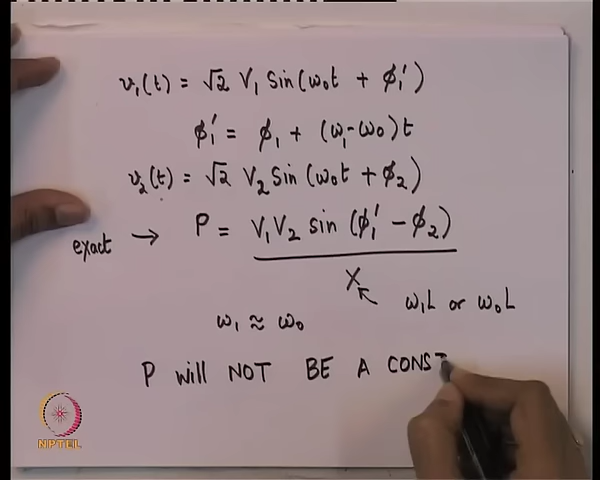 v₁(t) = √2 V₁ Sin(ω₀t + ϕ₁')
ϕ₁' = ϕ₁ + (ω₁-ω₀)t
v₂(t) = √2 V₂ Sin(ω₀t + ϕ₂)
exact → P = V₁V₂ sin (ϕ₁' - ϕ₂)
X
ω₁L or ω₀L
ω₁ ≈ ω₀
P will NOT BE A CONST
NPTEL